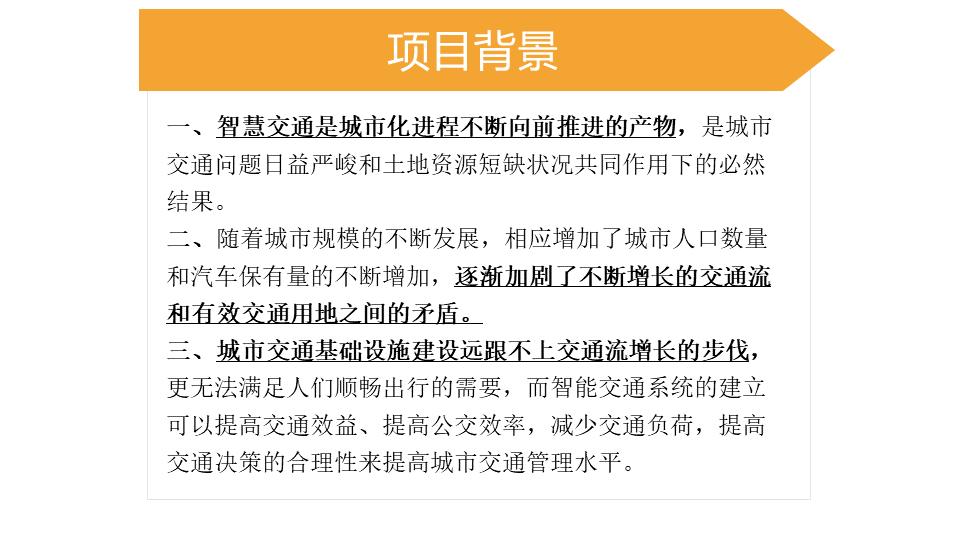 项目背景
一、智慧交通是城市化进程不断向前推进的产物，是城市
交通问题日益严峻和土地资源短缺状况共同作用下的必然
结果。
二、随着城市规模的不断发展，相应增加了城市人口数量
和汽车保有量的不断增加，逐渐加剧了不断增长的交通流
和有效交通用地之间的矛盾。
三、城市交通基础设施建设远跟不上交通流增长的步伐，
更无法满足人们顺畅出行的需要，而智能交通系统的建立
可以提高交通效益、提高公交效率，减少交通负荷，提高
交通决策的合理性来提高城市交通管理水平。